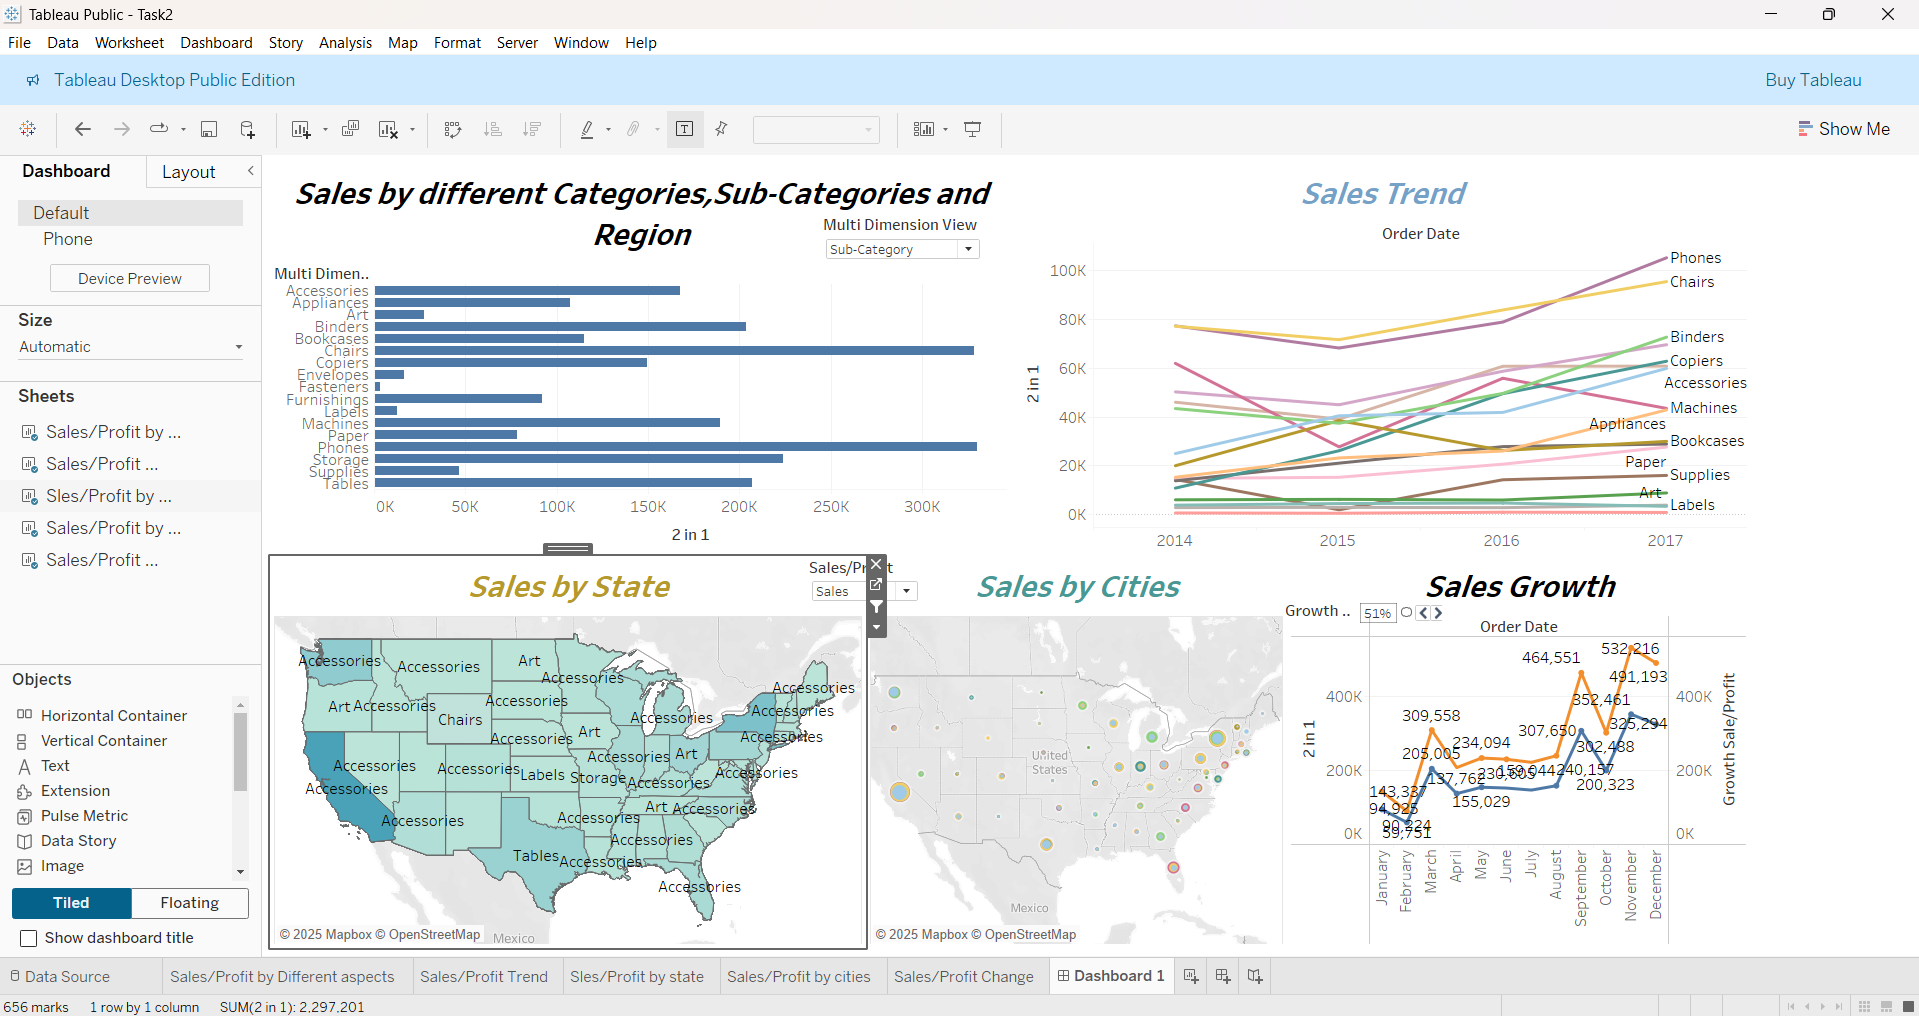 Tableau Public - Task2
File Data Worksheet Dashboard Story Analysis Map Format Server Window Help
Tableau Desktop Public Edition
Buy Tableau
Show Me
Dashboard
Layout
Default
Phone
Device Preview
Size
Automatic
Sheets
Sales/Profit by ...
Sales/Profit ...
Sles/Profit by ...
Sales/Profit by ...
Sales/Profit ...
Objects
Horizontal Container
Vertical Container
Text
Extension
Pulse Metric
Data Story
Image
Tiled
Floating
Show dashboard title
Sales by different Categories,Sub-Categories and
Region
Multi Dimension View
Sub-Category
Multi Dimen..
Accessories
Appliances
Art
Binders
Bookcases
Chairs
Copiers
Envelopes
Fasteners
Furnishings
Labels
Machines
Paper
Phones
Storage
Supplies
Tables
0K 50K 100K 150K 200K 250K 300K
2 in 1
Sales Trend
Order Date
100K
80K
60K
40K
20K
0K
2 in 1
Phones
Chairs
Binders
Copiers
Accessories
Machines
Appliances
Bookcases
Paper
Supplies
Art
Labels
2014 2015 2016 2017
Sales by State
Sales
Accessories
Accessories
Art
Accessories
Accessories
Art
Accessories
Chairs
Accessories
Accessories
Accessories
Accessories
Art
Accessories
Accessories
Accessories
Accessories
Labels
Storage
Accessories
Art
Accessories
Accessories
Accessories
Accessories
Accessories
Art
Accessories
Accessories
Tables
Accessories
Accessories
© 2025 Mapbox © OpenStreetMap
Mexico
Sales by Cities
United
States
Mexico
© 2025 Mapbox © OpenStreetMap
Sales Growth
Growth ..
51%
Order Date
400K
200K
0K
2 in 1
532,216
464,551
491,193
352,461
309,558
325,294
307,650
234,094
302,438
205,005
240,157
137,762
200,323
143,337
155,029
94,925
90,224
59,751
400K
200K
0K
Growth Sale/Profit
January
February
March
April
May
June
July
August
September
October
November
December
Data Source
Sales/Profit by Different aspects
Sales/Profit Trend
Sles/Profit by state
Sales/Profit by cities
Sales/Profit Change
Dashboard 1
656 marks 1 row by 1 column SUM(2 in 1): 2,297,201